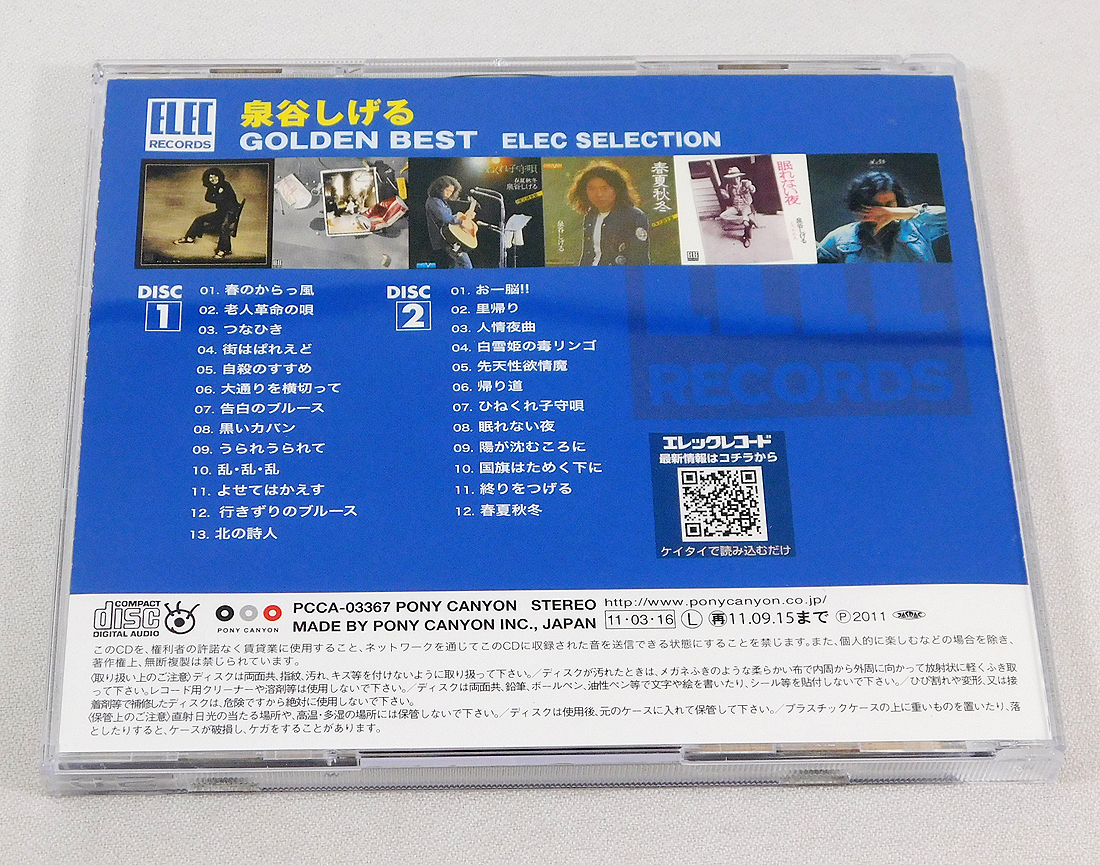 ELEC
RECORDS
泉谷しげる
GOLDEN BEST ELEC SELECTION
ひねくれ子守唄
春夏秋冬
泉谷しげる
春夏秋冬
泉谷しげる
眠れない夜
泉谷しげる
DISC
1
01. 春のからっ風
02. 老人革命の唄
03. つなひき
04. 街はぱれえど
05. 自殺のすすめ
06. 大通りを横切って
07. 告白のブルース
08. 黒いカバン
09. うられうられて
10. 乱・乱・乱
11. よせてはかえす
12. 行きずりのブルース
13. 北の詩人
DISC
2
01. おー脳!!
02. 里帰り
03. 人情夜曲
04. 白雪姫の毒リンゴ
05. 先天性欲情魔
06. 帰り道
07. ひねくれ子守唄
08. 眠れない夜
09. 陽が沈むころに
10. 国旗はためく下に
11. 終りをつげる
12. 春夏秋冬
ELEC
RECORDS
エレックレコード
最新情報はコチラから
ケイタイで読み込むだけ
COMPACT
disc
DIGITAL AUDIO
PONY CANYON
PCCA-03367 PONY CANYON STEREO http://www.ponycanyon.co.jp/
MADE BY PONY CANYON INC., JAPAN 11・03・16 Ⓛ ㊞11.09.15まで Ⓟ2011 JASRAC
このCDを、権利者の許諾なく賃貸業に使用すること、ネットワークを通じてこのCDに収録された音を送信できる状態にすることを禁じます。また、個人的に楽しむなどの場合を除き、
著作権上、無断複製は禁じられています。
〈取り扱い上のご注意〉ディスクは両面共、指紋、汚れ、キズ等を付けないように取り扱って下さい。／ディスクが汚れたときは、メガネふきのような柔らかい布で内周から外周に向かって放射状に軽くふき取
って下さい。レコード用クリーナーや溶剤等は使用しないで下さい。／ディスクは両面共、鉛筆、ボールペン、油性ペン等で文字や絵を書いたり、シール等を貼付しないで下さい。／ひび割れや変形、又は接
着剤等で補修したディスクは、危険ですから絶対に使用しないで下さい。
〈保管上のご注意〉直射日光の当たる場所や、高温・多湿の場所には保管しないで下さい。／ディスクは使用後、元のケースに入れて保管して下さい。／プラスチックケースの上に重いものを置いたり、落
としたりすると、ケースが破損し、ケガをすることがあります。